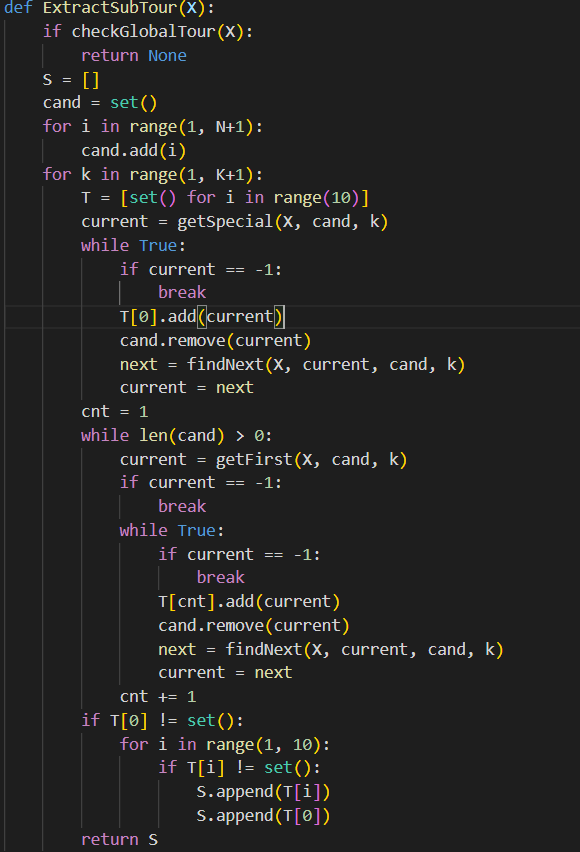 def ExtractSubTour(X):
    if checkGlobalTour(X):
        return None
    S = []
    cand = set()
    for i in range(1, N+1):
        cand.add(i)
    for k in range(1, K+1):
        T = [set() for i in range(10)]
        current = getSpecial(X, cand, k)
        while True:
            if current == -1:
                break
            T[0].add(current)
            cand.remove(current)
            next = findNext(X, current, cand, k)
            current = next
        cnt = 1
        while len(cand) > 0:
            current = getFirst(X, cand, k)
            if current == -1:
                break
            while True:
                if current == -1:
                    break
                T[cnt].add(current)
                cand.remove(current)
                next = findNext(X, current, cand, k)
                current = next
            cnt += 1
        if T[0] != set():
            for i in range(1, 10):
                if T[i] != set():
                    S.append(T[i])
                    S.append(T[0])
        return S